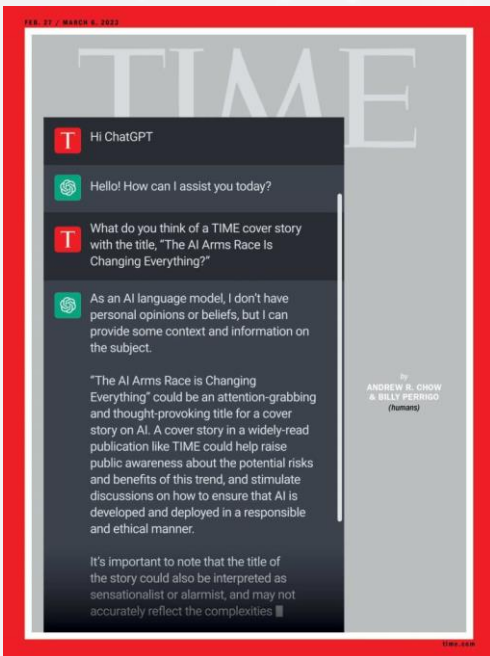 FEB. 27 / MARCH 6, 2023
TIME
T Hi ChatGPT
Hello! How can I assist you today?
T What do you think of a TIME cover story
with the title, “The AI Arms Race Is
Changing Everything?”
As an AI language model, I don’t have
personal opinions or beliefs, but I can
provide some context and information on
the subject.
“The AI Arms Race is Changing
Everything” could be an attention-grabbing
and thought-provoking title for a cover
story on AI. A cover story in a widely-read
publication like TIME could help raise
public awareness about the potential risks
and benefits of this trend, and stimulate
discussions on how to ensure that AI is
developed and deployed in a responsible
and ethical manner.
It’s important to note that the title of
the story could also be interpreted as
sensationalist or alarmist, and may not
accurately reflect the complexities
by
ANDREW R. CHOW
& BILLY PERRIGO
(humans)
time.com